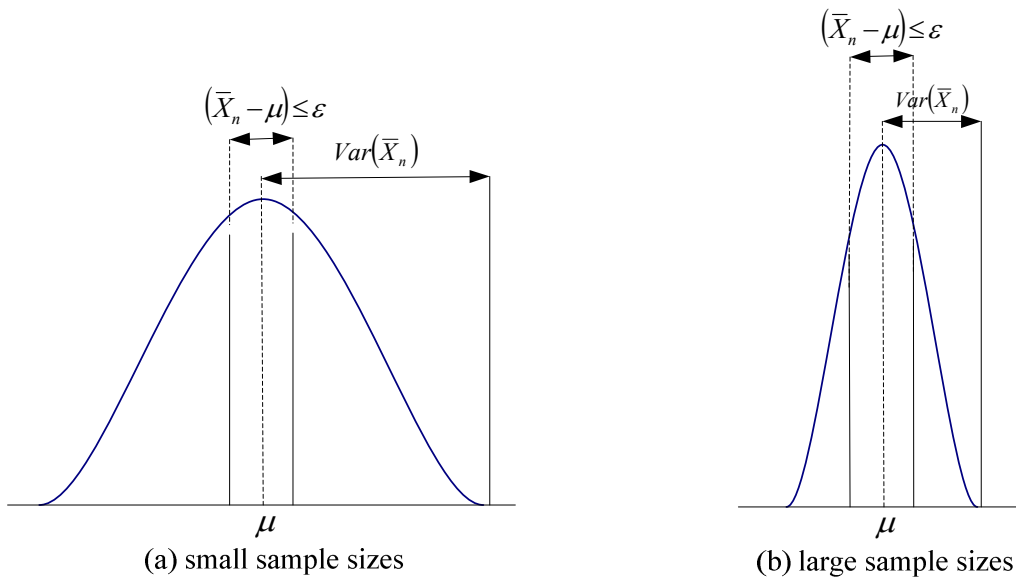 (X̄ₙ − μ) ≤ ε
Var(X̄ₙ)
μ
(a) small sample sizes
(X̄ₙ − μ) ≤ ε
Var(X̄ₙ)
μ
(b) large sample sizes